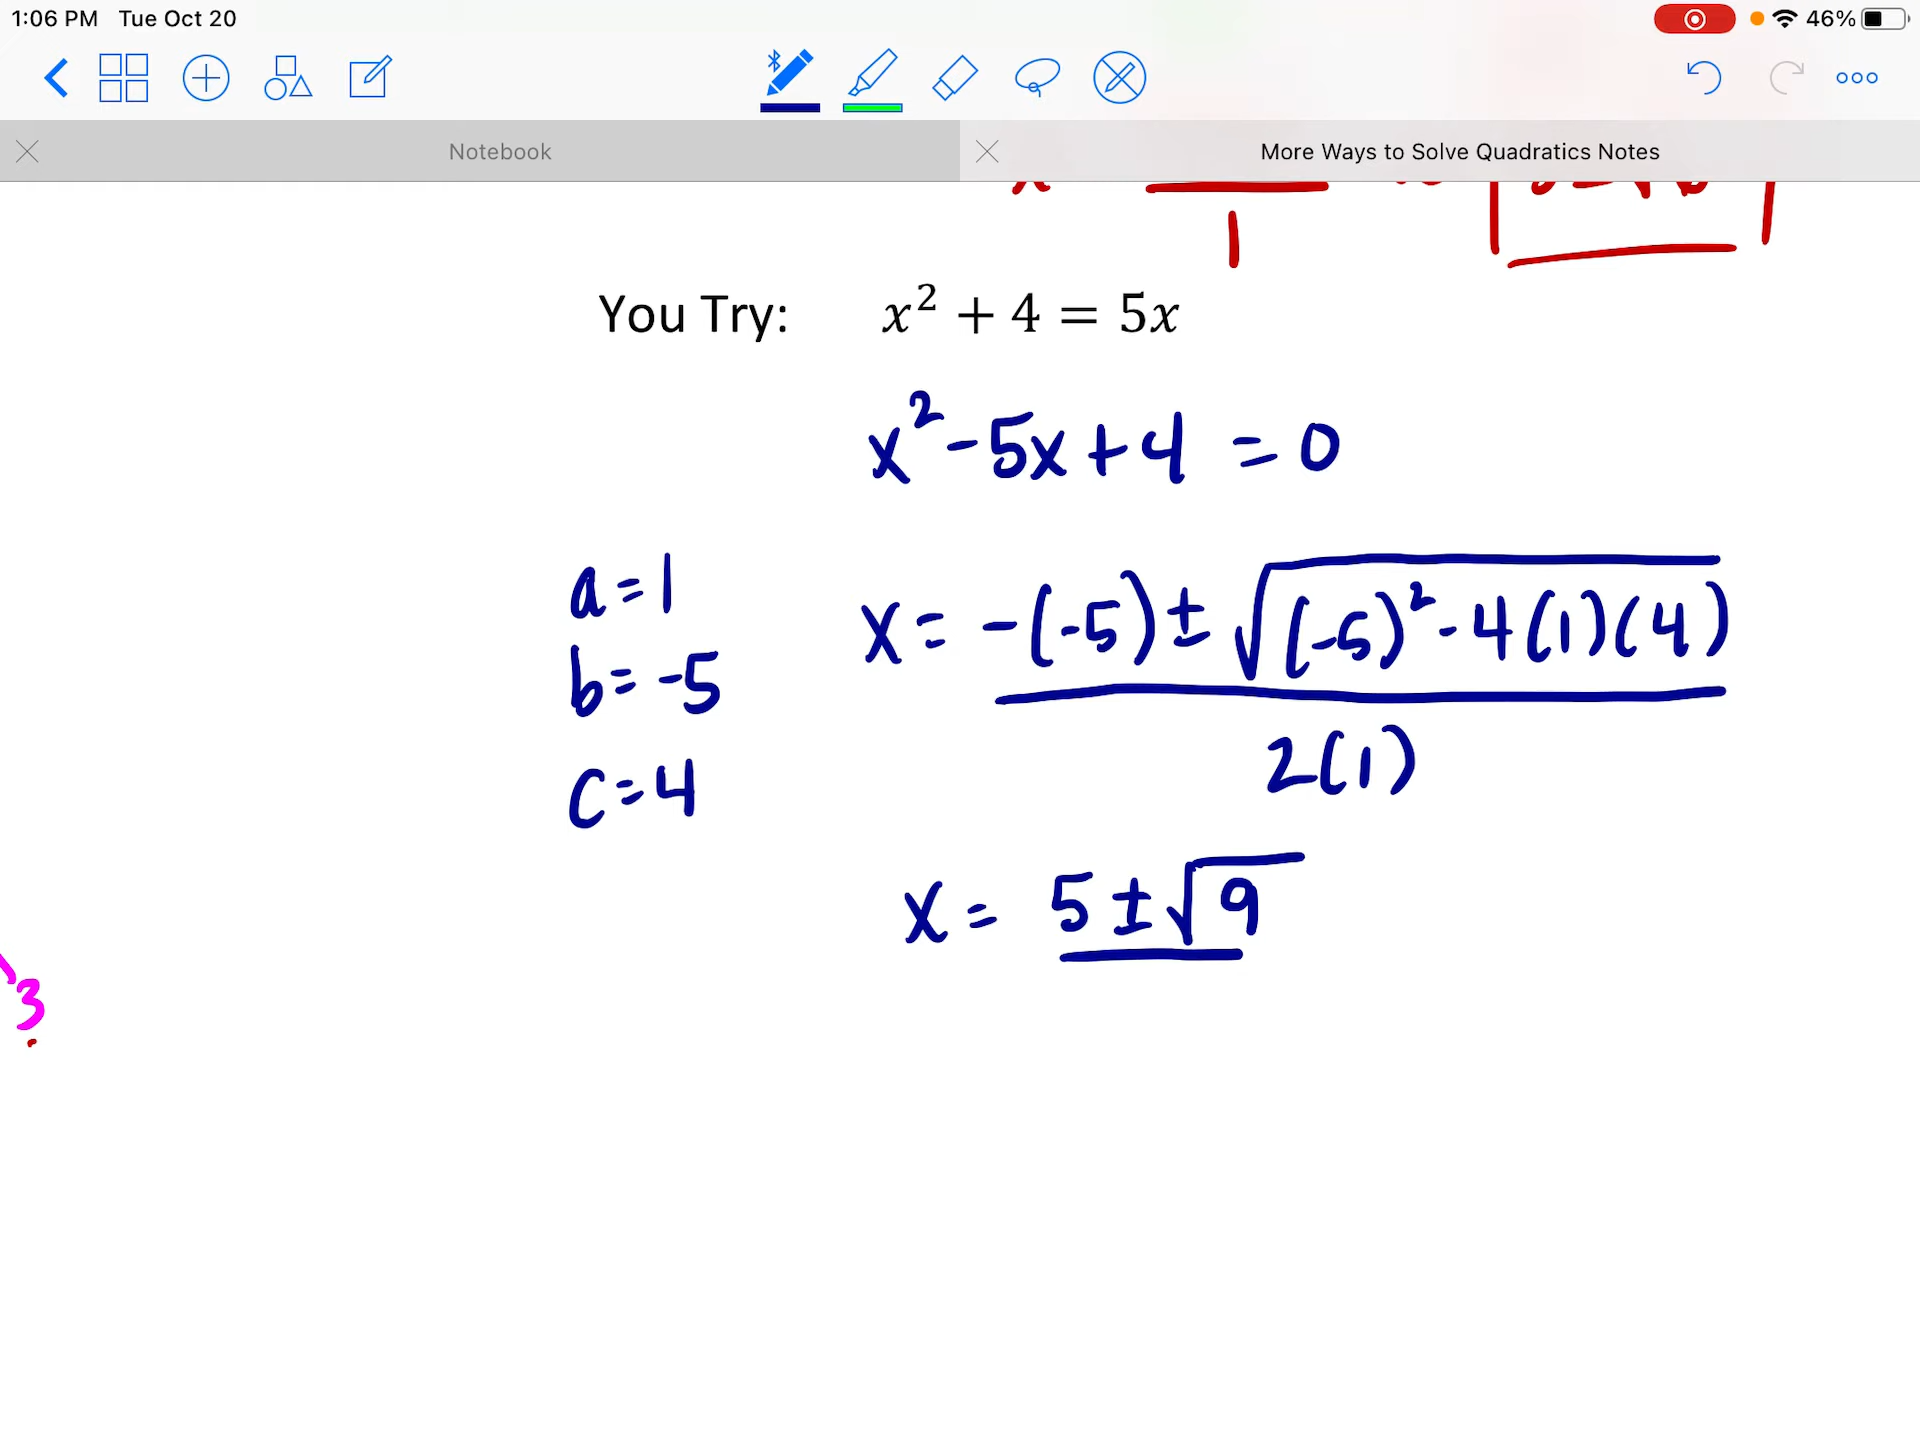 1:06 PM Tue Oct 20 46%
Notebook More Ways to Solve Quadratics Notes
1
You Try: x² + 4 = 5x
x² - 5x + 4 = 0
a = 1
b = -5
c = 4
x = -(-5) ± √(-5)² - 4(1)(4)
2(1)
x = 5 ± √9
3